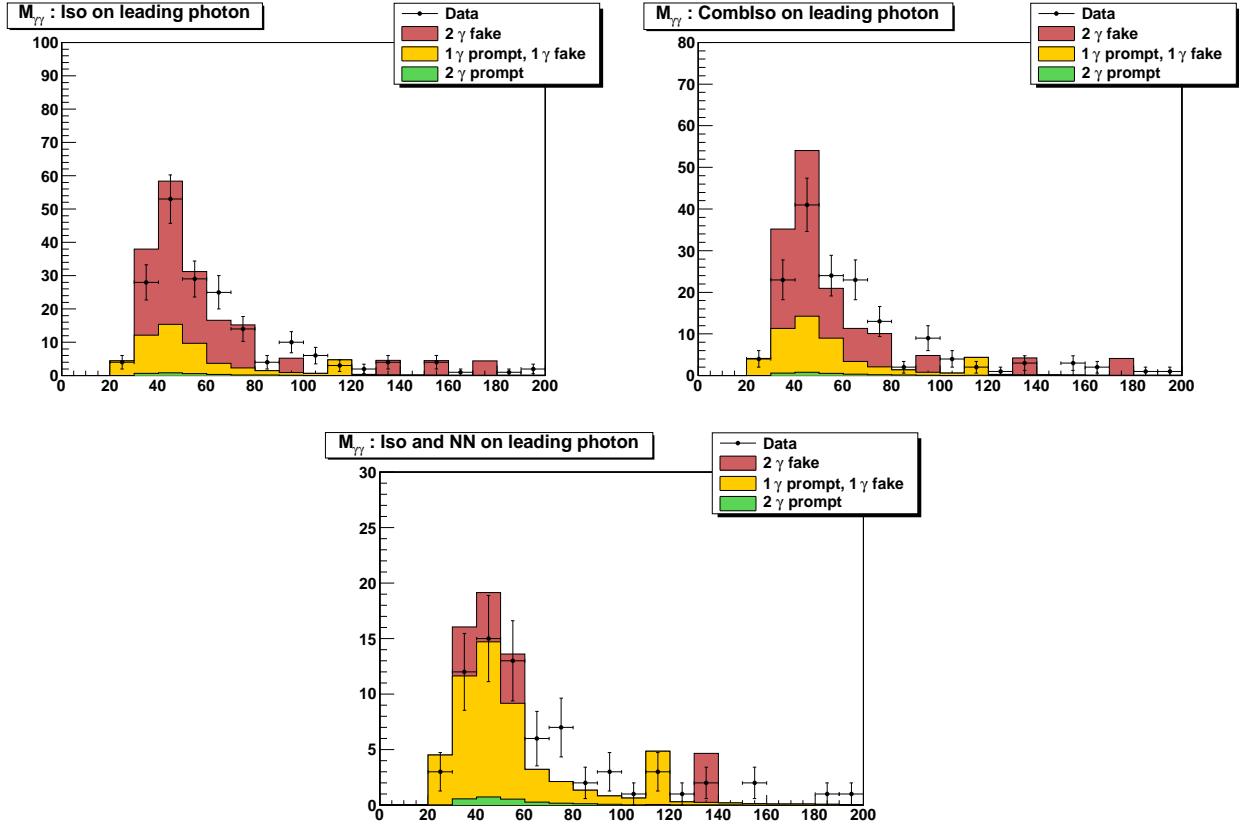 M_γγ : Iso on leading photon
Data
2 γ fake
1 γ prompt, 1 γ fake
2 γ prompt
100
90
80
70
60
50
40
30
20
10
0
0 20 40 60 80 100 120 140 160 180 200
M_γγ : CombIso on leading photon
Data
2 γ fake
1 γ prompt, 1 γ fake
2 γ prompt
80
70
60
50
40
30
20
10
0
0 20 40 60 80 100 120 140 160 180 200
M_γγ : Iso and NN on leading photon
Data
2 γ fake
1 γ prompt, 1 γ fake
2 γ prompt
30
25
20
15
10
5
0
0 20 40 60 80 100 120 140 160 180 200